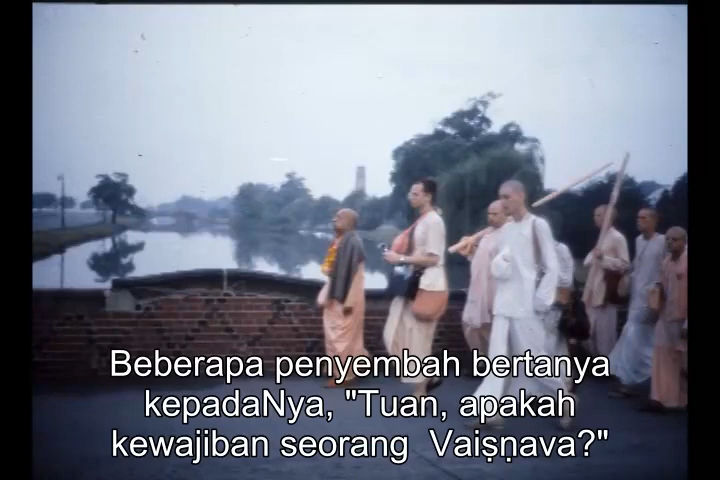 Beberapa penyembah bertanya
kepadaNya, "Tuan, apakah
kewajiban seorang  Vaiṣṇava?"